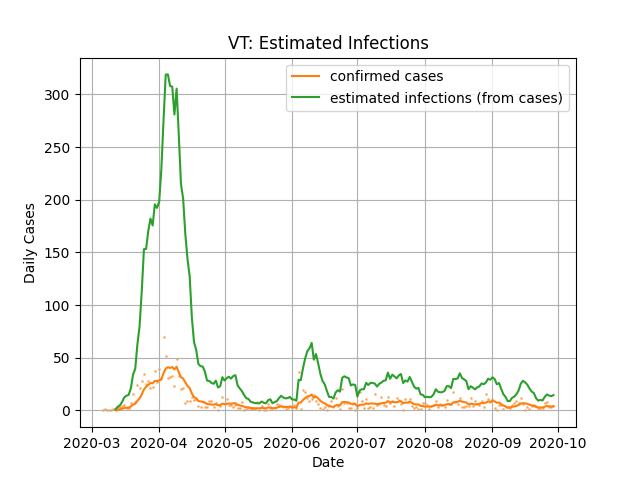 VT: Estimated Infections
confirmed cases
estimated infections (from cases)
Daily Cases
300
250
200
150
100
50
0
2020-03 2020-04 2020-05 2020-06 2020-07 2020-08 2020-09 2020-10
Date